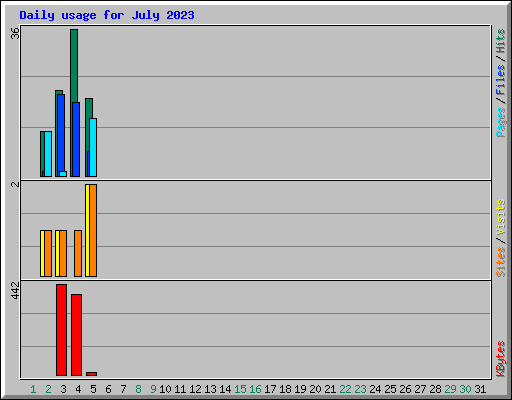 Daily usage for July 2023
36
Pages/Files/Hits
2
Sites/Visits
442
KBytes
1 2 3 4 5 6 7 8 9 10 11 12 13 14 15 16 17 18 19 20 21 22 23 24 25 26 27 28 29 30 31